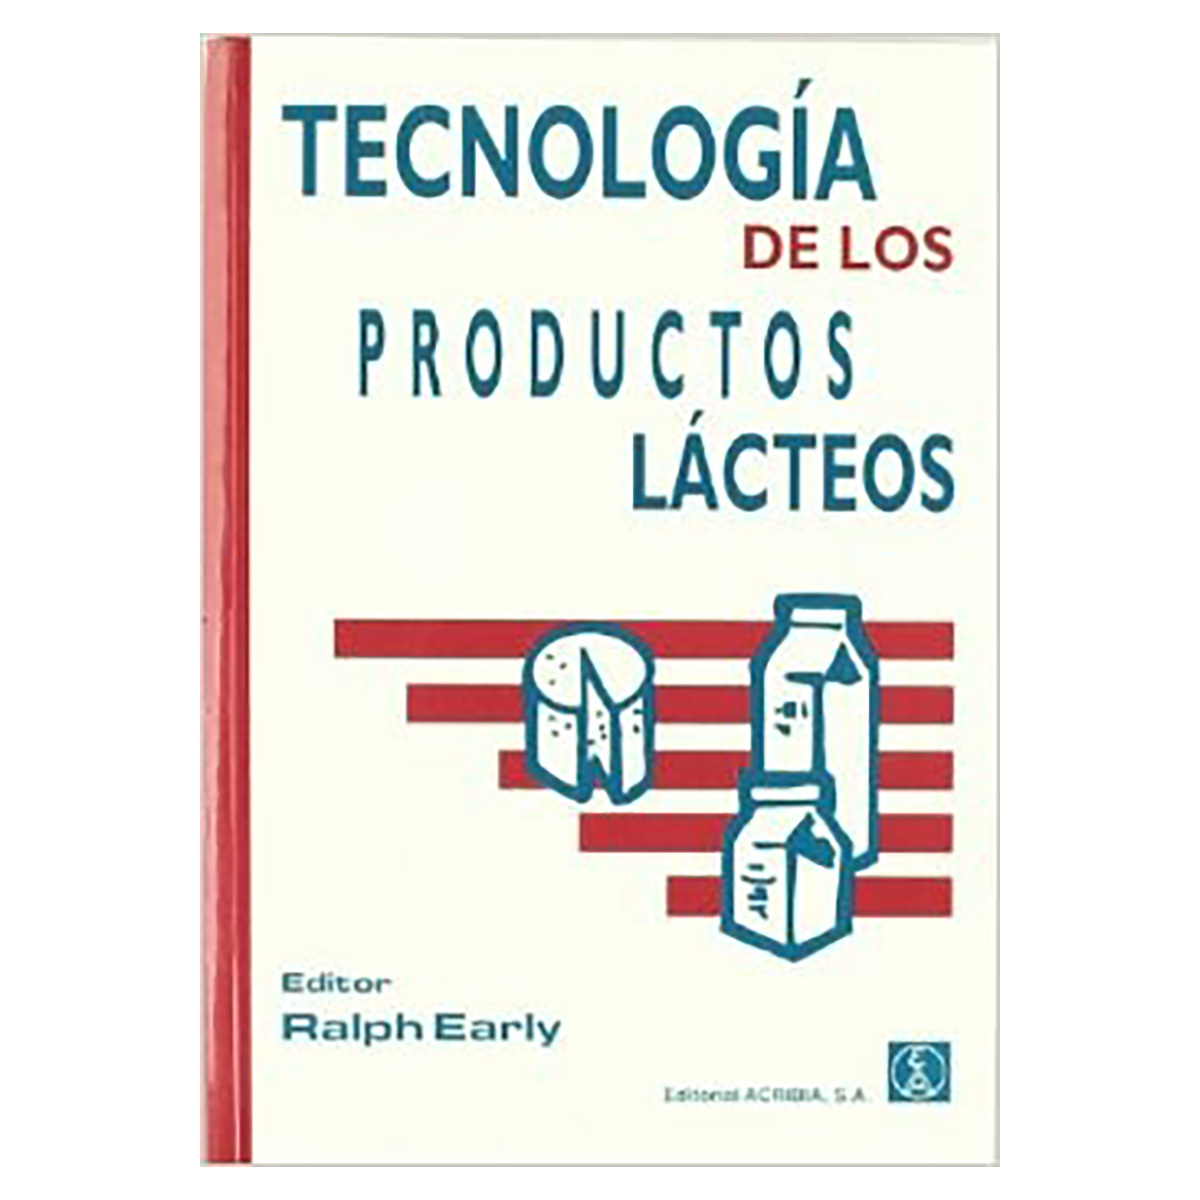 TECNOLOGÍA
DE LOS
PRODUCTOS
LÁCTEOS
Editor
Ralph Early
Editorial ACRIBIA, S.A.